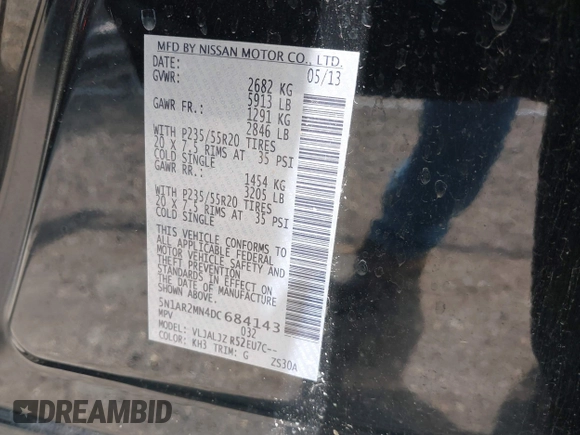 MFD BY NISSAN MOTOR CO., LTD.
DATE: 05/13
GVWR: 2682 KG
5913 LB
GAWR FR.: 1291 KG
2846 LB
WITH P235/55R20 TIRES
20 X 7.5 RIMS AT 35 PSI
COLD SINGLE
GAWR RR.: 1454 KG
3205 LB
WITH P235/55R20 TIRES
20 X 7.5 RIMS AT 35 PSI
COLD SINGLE
THIS VEHICLE CONFORMS TO
ALL APPLICABLE FEDERAL
MOTOR VEHICLE SAFETY AND
THEFT PREVENTION
STANDARDS IN EFFECT ON
THE DATE OF MANUFACTURE
SHOWN ABOVE.
5N1AR2MN4DC684143
MPV 032
MODEL: VLJALJZ R52EU7C--
COLOR: KH3 TRIM: G ZS30A
DREAMBID